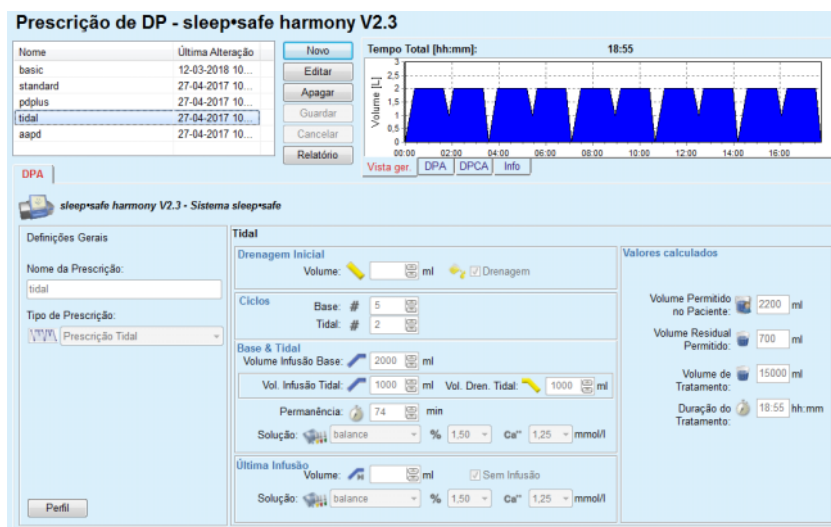 Prescrição de DP - sleep•safe harmony V2.3
Nome Última Alteração
basic 12-03-2018 10...
standard 27-04-2017 10...
pdplus 27-04-2017 10...
tidal 27-04-2017 10...
aapd 27-04-2017 10...
Novo
Editar
Apagar
Guardar
Cancelar
Relatório
Tempo Total [hh:mm]: 18:55
Volume [L]
3
2,5
2
1,5
1
0,5
0
00:00 02:00 04:00 06:00 08:00 10:00 12:00 14:00 16:00
Vista ger. DPA DPCA Info
DPA
sleep•safe harmony V2.3 - Sistema sleep•safe
Definições Gerais
Nome da Prescrição:
tidal
Tipo de Prescrição:
Prescrição Tidal
Perfil
Tidal
Drenagem Inicial
Volume: ml Drenagem
Ciclos
Base: # 5
Tidal: # 2
Base & Tidal
Volume Infusão Base: 2000 ml
Vol. Infusão Tidal: 1000 ml Vol. Dren. Tidal: 1000 ml
Permanência: 74 min
Solução: balance % 1,50 Ca⁺⁺ 1,25 mmol/l
Última Infusão
Volume: ml Sem Infusão
Solução: balance % 1,50 Ca⁺⁺ 1,25 mmol/l
Valores calculados
Volume Permitido
no Paciente: 2200 ml
Volume Residual
Permitido: 700 ml
Volume de
Tratamento: 15000 ml
Duração do
Tratamento: 18:55 hh:mm